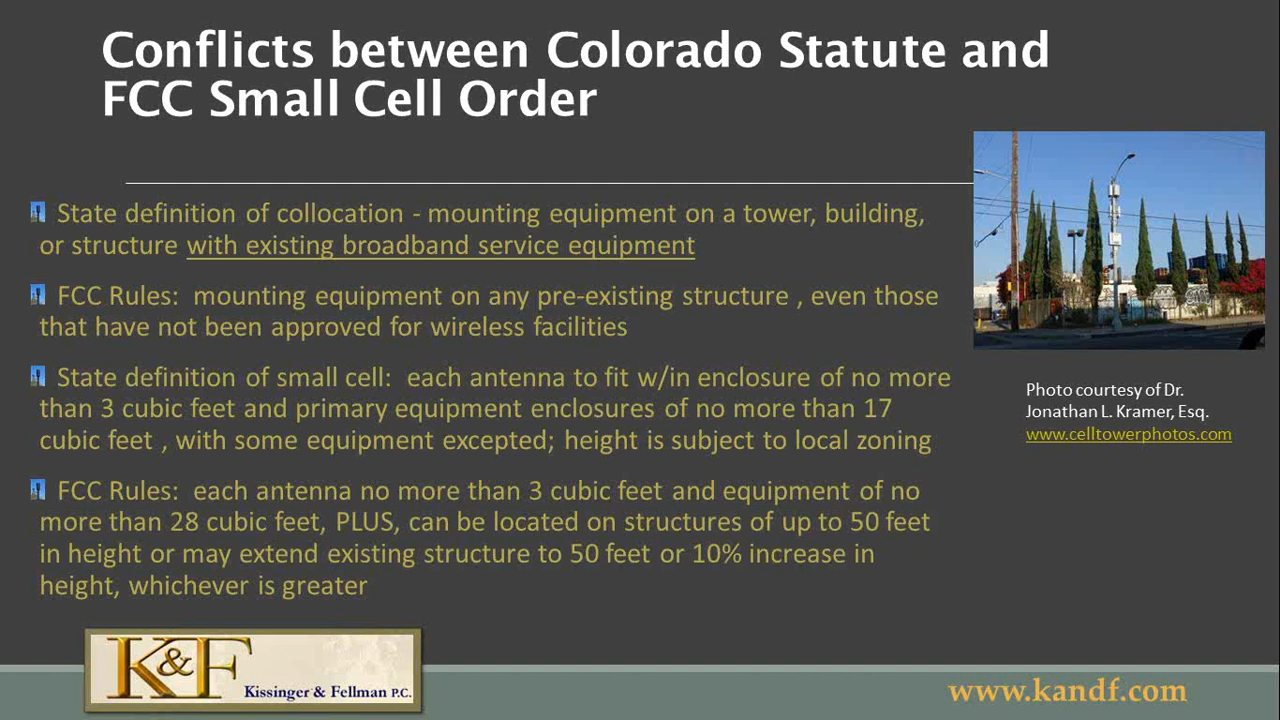 Conflicts between Colorado Statute and
FCC Small Cell Order
State definition of collocation - mounting equipment on a tower, building,
or structure with existing broadband service equipment
FCC Rules:  mounting equipment on any pre-existing structure , even those
that have not been approved for wireless facilities
State definition of small cell:  each antenna to fit w/in enclosure of no more
than 3 cubic feet and primary equipment enclosures of no more than 17
cubic feet , with some equipment excepted; height is subject to local zoning
FCC Rules:  each antenna no more than 3 cubic feet and equipment of no
more than 28 cubic feet, PLUS, can be located on structures of up to 50 feet
in height or may extend existing structure to 50 feet or 10% increase in
height, whichever is greater
Photo courtesy of Dr.
Jonathan L. Kramer, Esq.
www.celltowerphotos.com
K&F
Kissinger & Fellman P.C.
www.kandf.com